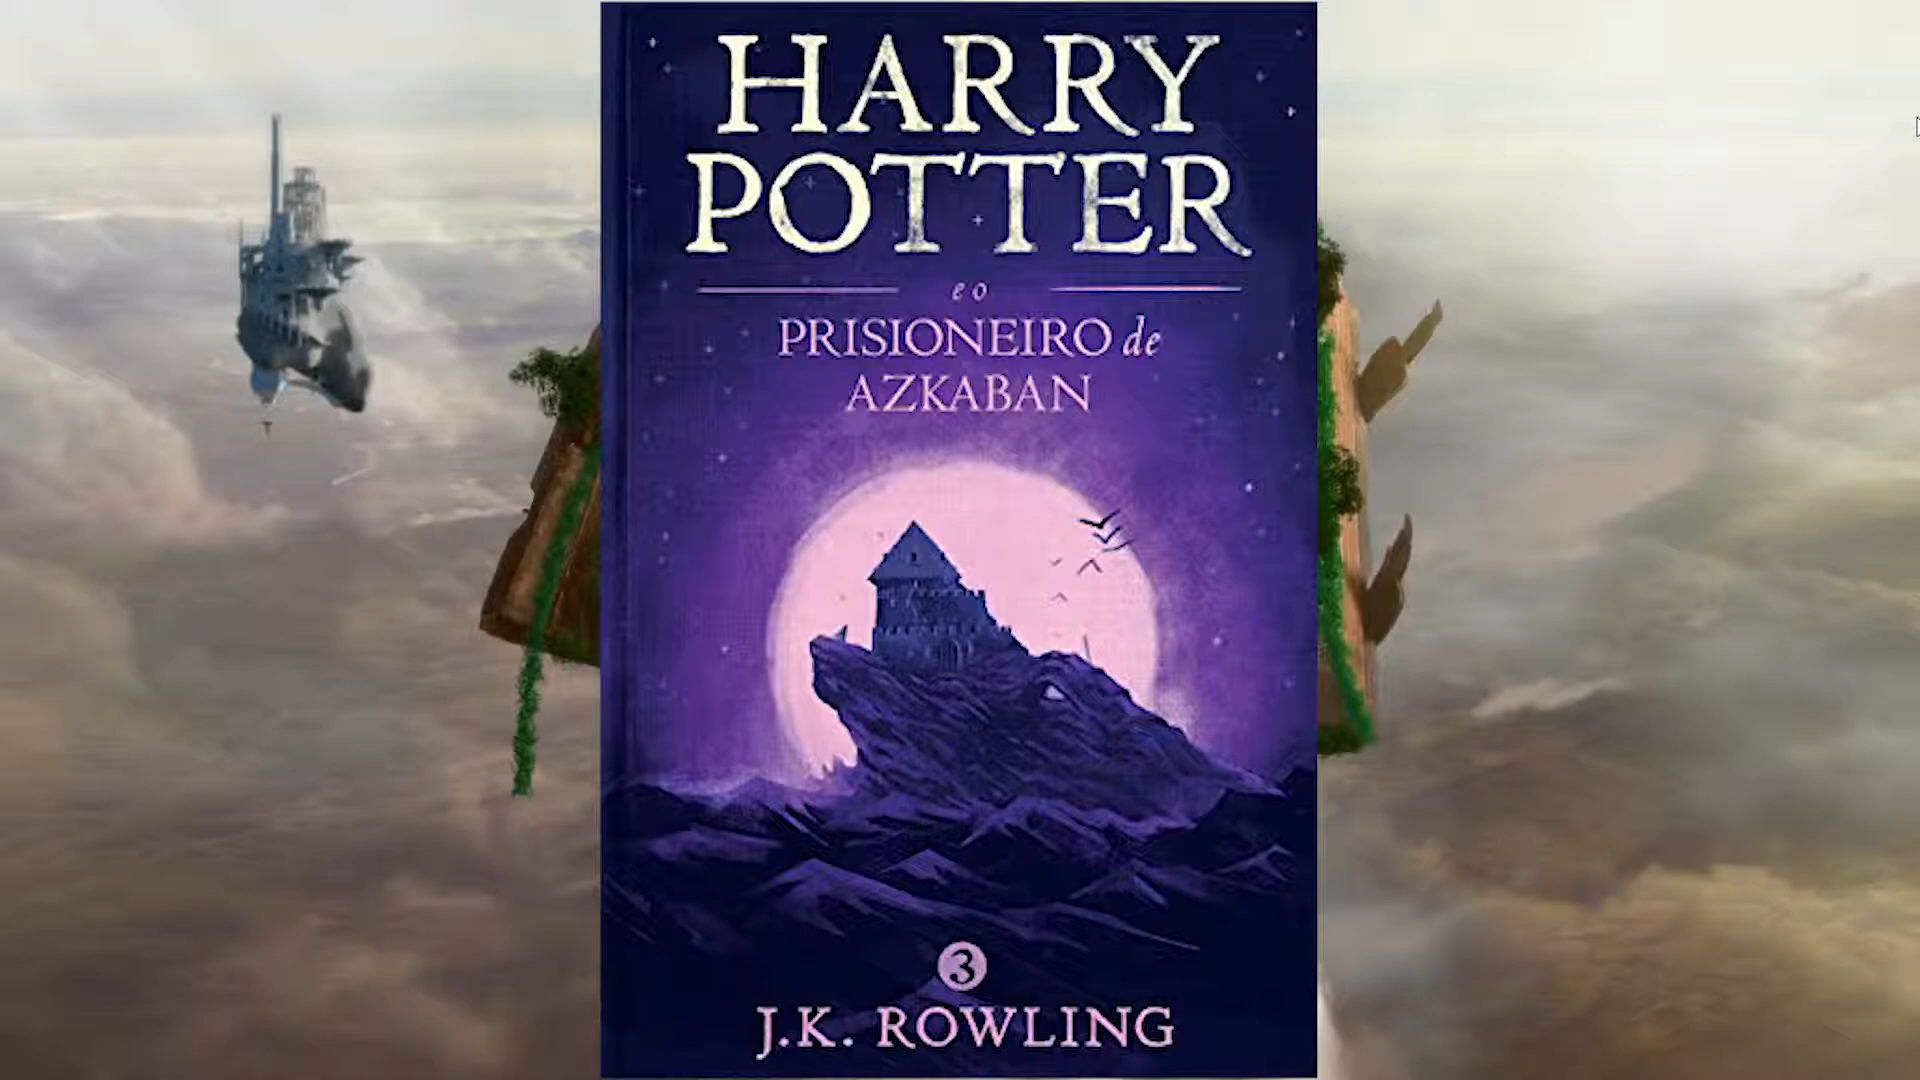 HARRY
POTTER
e o
PRISIONEIRO de
AZKABAN
3
J.K. ROWLING